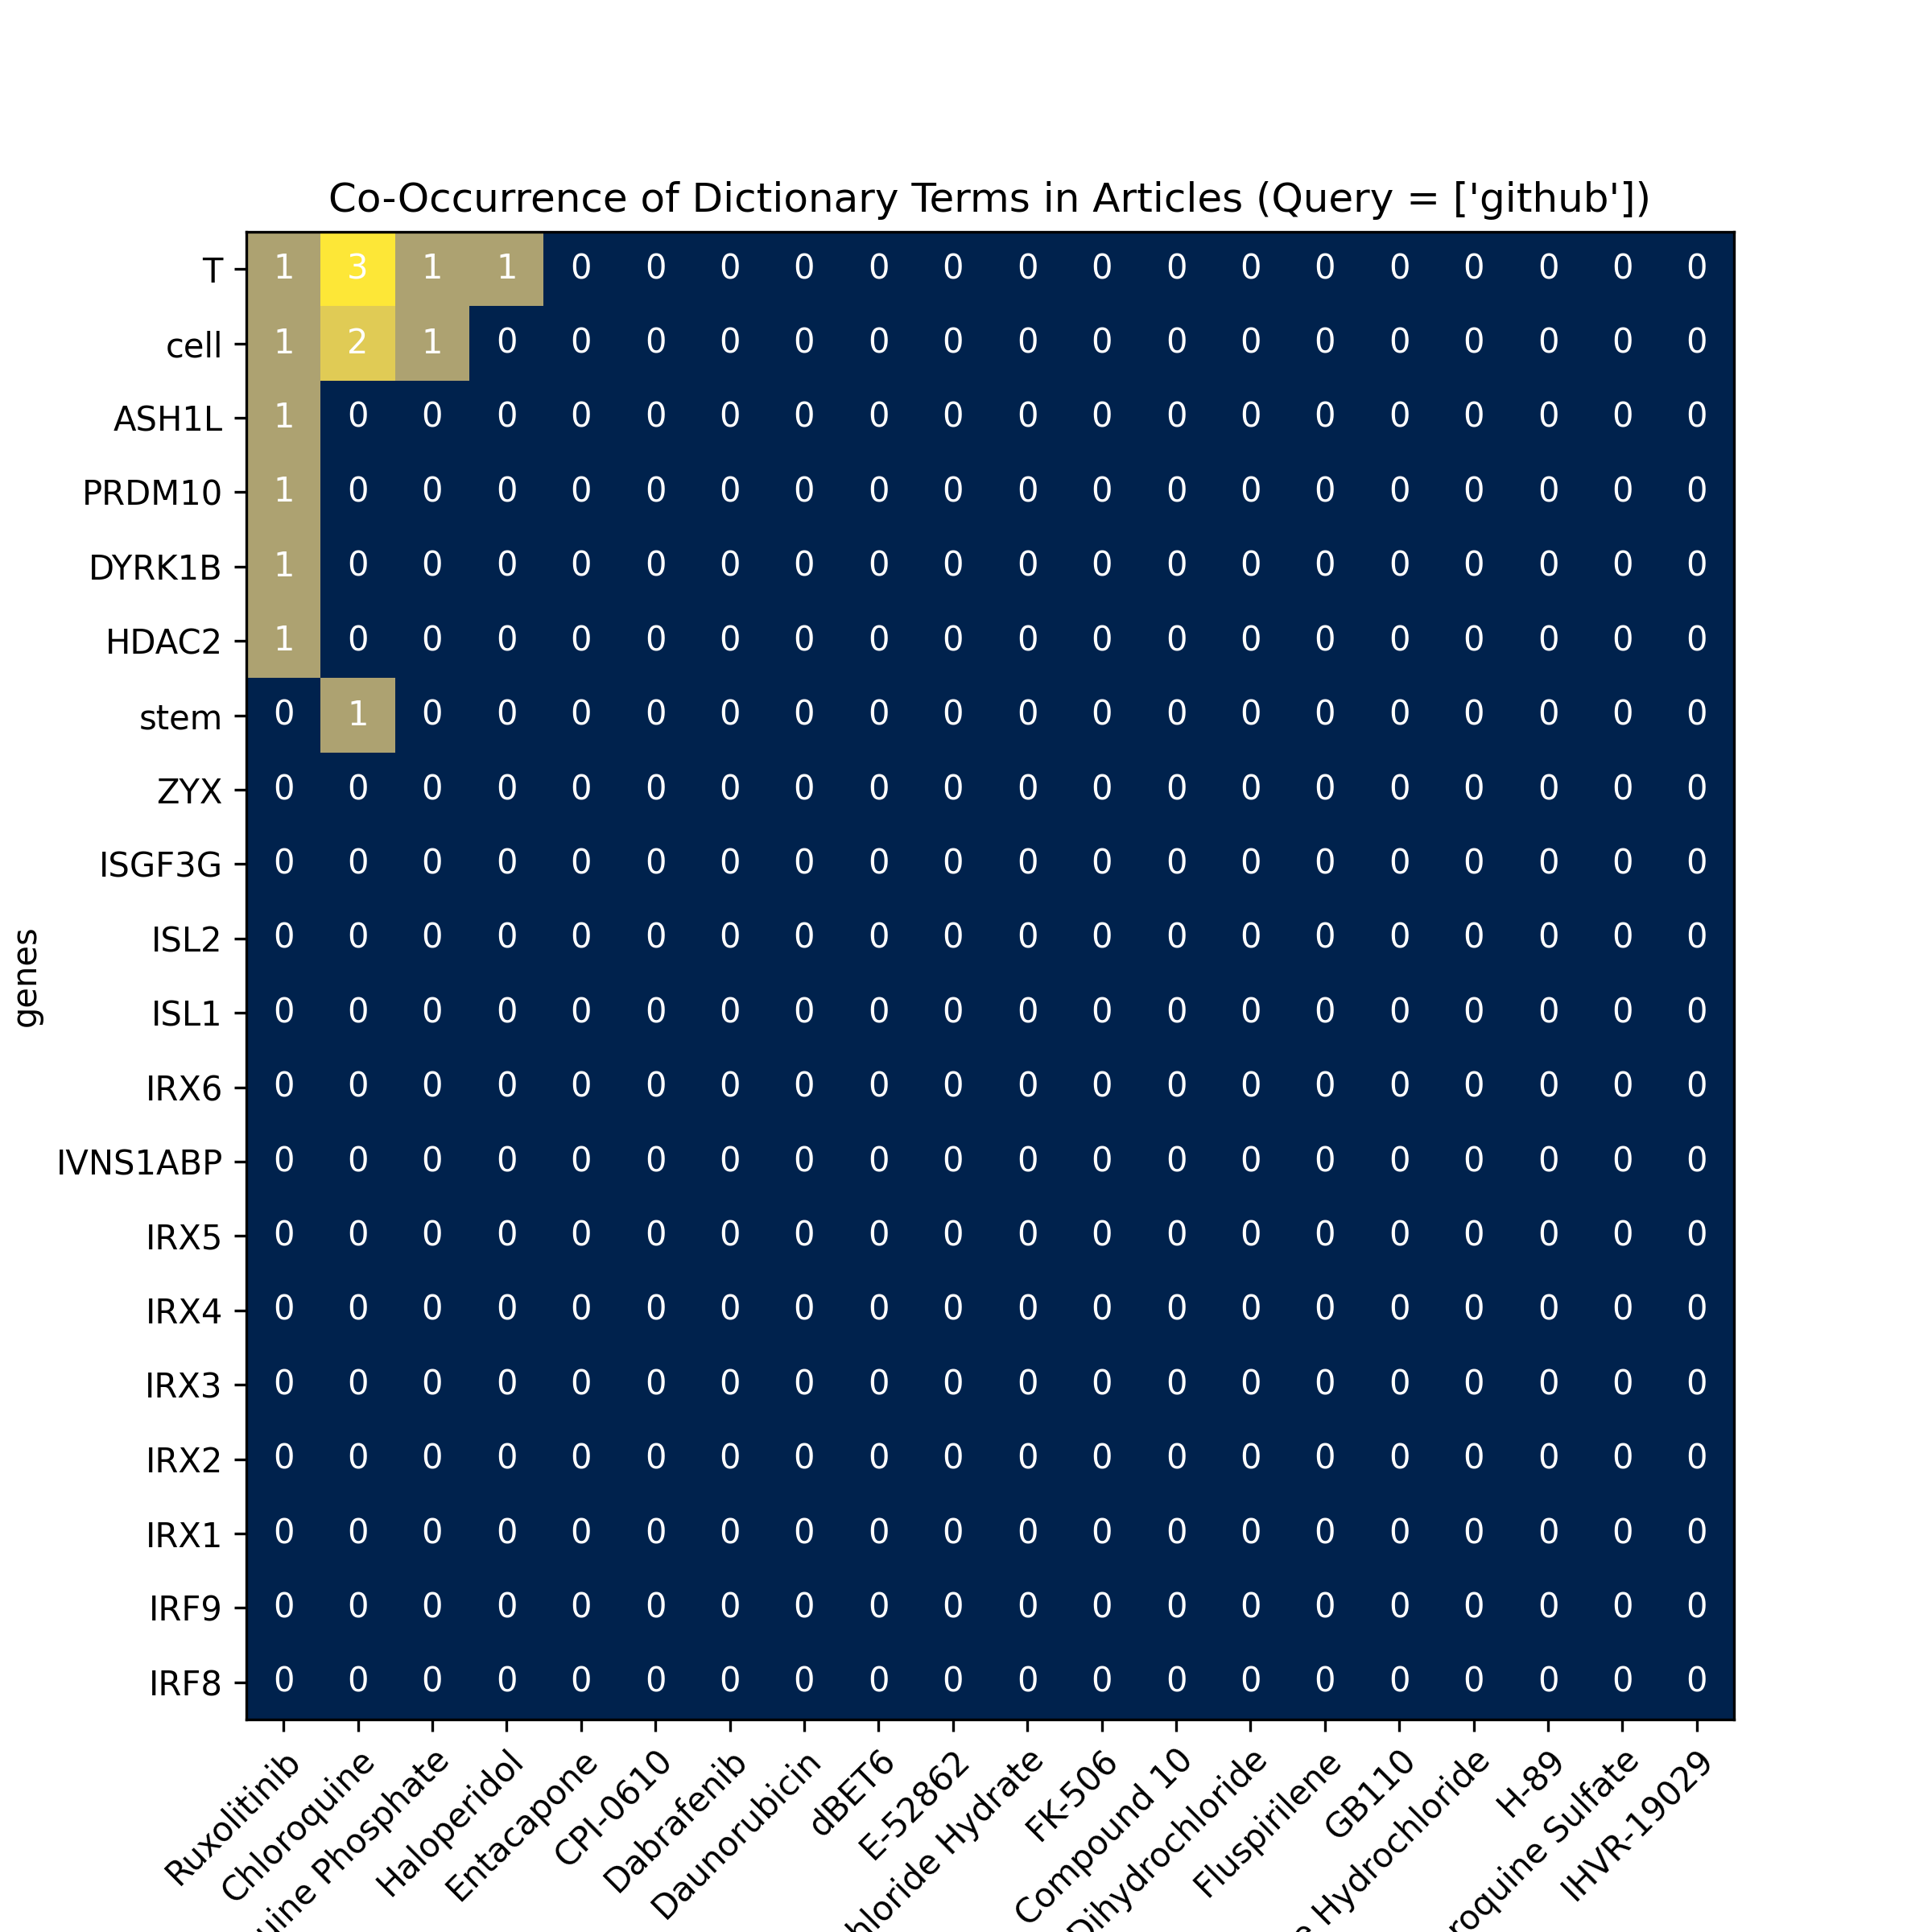 Co-Occurrence of Dictionary Terms in Articles (Query = ['github'])
T 1 3 1 1 0 0 0 0 0 0 0 0 0 0 0 0 0 0 0 0
cell 1 2 1 0 0 0 0 0 0 0 0 0 0 0 0 0 0 0 0 0
ASH1L 1 0 0 0 0 0 0 0 0 0 0 0 0 0 0 0 0 0 0 0
PRDM10 1 0 0 0 0 0 0 0 0 0 0 0 0 0 0 0 0 0 0 0
DYRK1B 1 0 0 0 0 0 0 0 0 0 0 0 0 0 0 0 0 0 0 0
HDAC2 1 0 0 0 0 0 0 0 0 0 0 0 0 0 0 0 0 0 0 0
stem 0 1 0 0 0 0 0 0 0 0 0 0 0 0 0 0 0 0 0 0
ZYX 0 0 0 0 0 0 0 0 0 0 0 0 0 0 0 0 0 0 0 0
ISGF3G 0 0 0 0 0 0 0 0 0 0 0 0 0 0 0 0 0 0 0 0
ISL2 0 0 0 0 0 0 0 0 0 0 0 0 0 0 0 0 0 0 0 0
ISL1 0 0 0 0 0 0 0 0 0 0 0 0 0 0 0 0 0 0 0 0
IRX6 0 0 0 0 0 0 0 0 0 0 0 0 0 0 0 0 0 0 0 0
IVNS1ABP 0 0 0 0 0 0 0 0 0 0 0 0 0 0 0 0 0 0 0 0
IRX5 0 0 0 0 0 0 0 0 0 0 0 0 0 0 0 0 0 0 0 0
IRX4 0 0 0 0 0 0 0 0 0 0 0 0 0 0 0 0 0 0 0 0
IRX3 0 0 0 0 0 0 0 0 0 0 0 0 0 0 0 0 0 0 0 0
IRX2 0 0 0 0 0 0 0 0 0 0 0 0 0 0 0 0 0 0 0 0
IRX1 0 0 0 0 0 0 0 0 0 0 0 0 0 0 0 0 0 0 0 0
IRF9 0 0 0 0 0 0 0 0 0 0 0 0 0 0 0 0 0 0 0 0
IRF8 0 0 0 0 0 0 0 0 0 0 0 0 0 0 0 0 0 0 0 0
genes
Ruxolitinib
Chloroquine
Phosphate
Haloperidol
Entacapone
CPI-0610
Dabrafenib
Daunorubicin
dBET6
E-52862
Hydrate
FK-506
Compound 10
Dihydrochloride
Fluspirilene
GB110
Hydrochloride
H-89
Sulfate
IHVR-19029